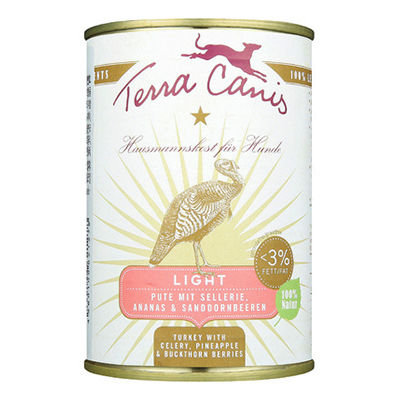 Terra Canis
Hausmannskost für Hunde
<3%
FETT/FAT
LIGHT
PUTE MIT SELLERIE,
ANANAS & SANDDORNBEEREN
100%
Natur
TURKEY WITH
CELERY, PINEAPPLE
& BUCKTHORN BERRIES